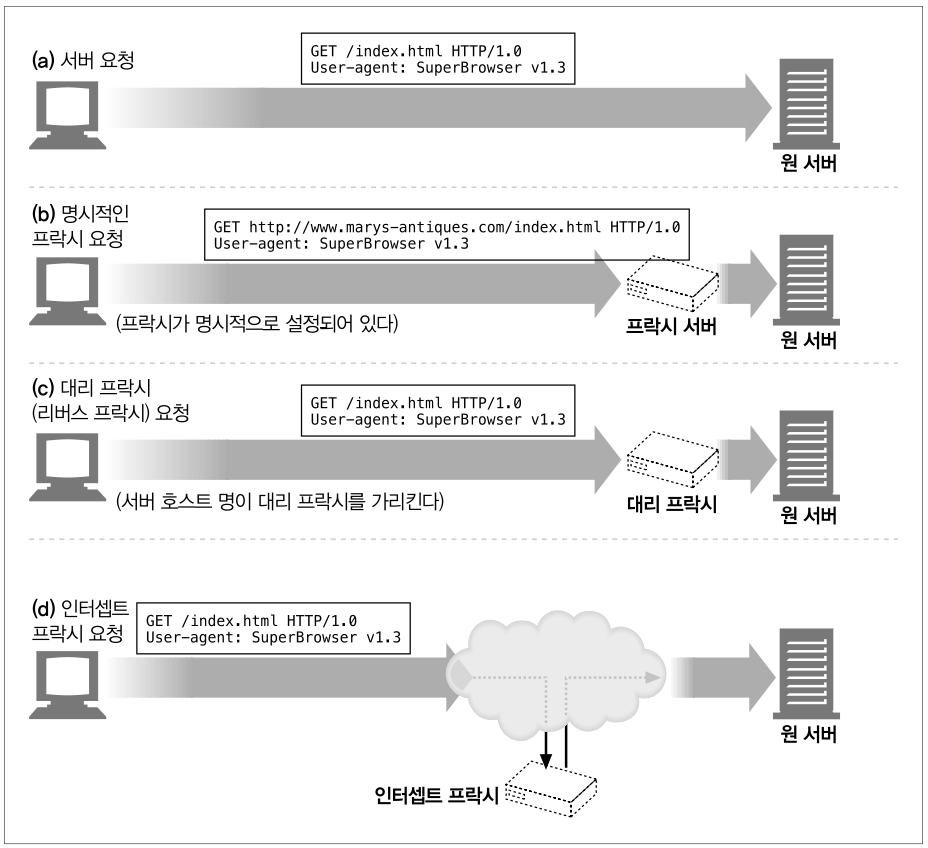 (a) 서버 요청
GET /index.html HTTP/1.0
User-agent: SuperBrowser v1.3
원 서버
(b) 명시적인
프락시 요청
GET http://www.marys-antiques.com/index.html HTTP/1.0
User-agent: SuperBrowser v1.3
(프락시가 명시적으로 설정되어 있다)
프락시 서버
원 서버
(c) 대리 프락시
(리버스 프락시) 요청
GET /index.html HTTP/1.0
User-agent: SuperBrowser v1.3
(서버 호스트 명이 대리 프락시를 가리킨다)
대리 프락시
원 서버
(d) 인터셉트
프락시 요청
GET /index.html HTTP/1.0
User-agent: SuperBrowser v1.3
원 서버
인터셉트 프락시